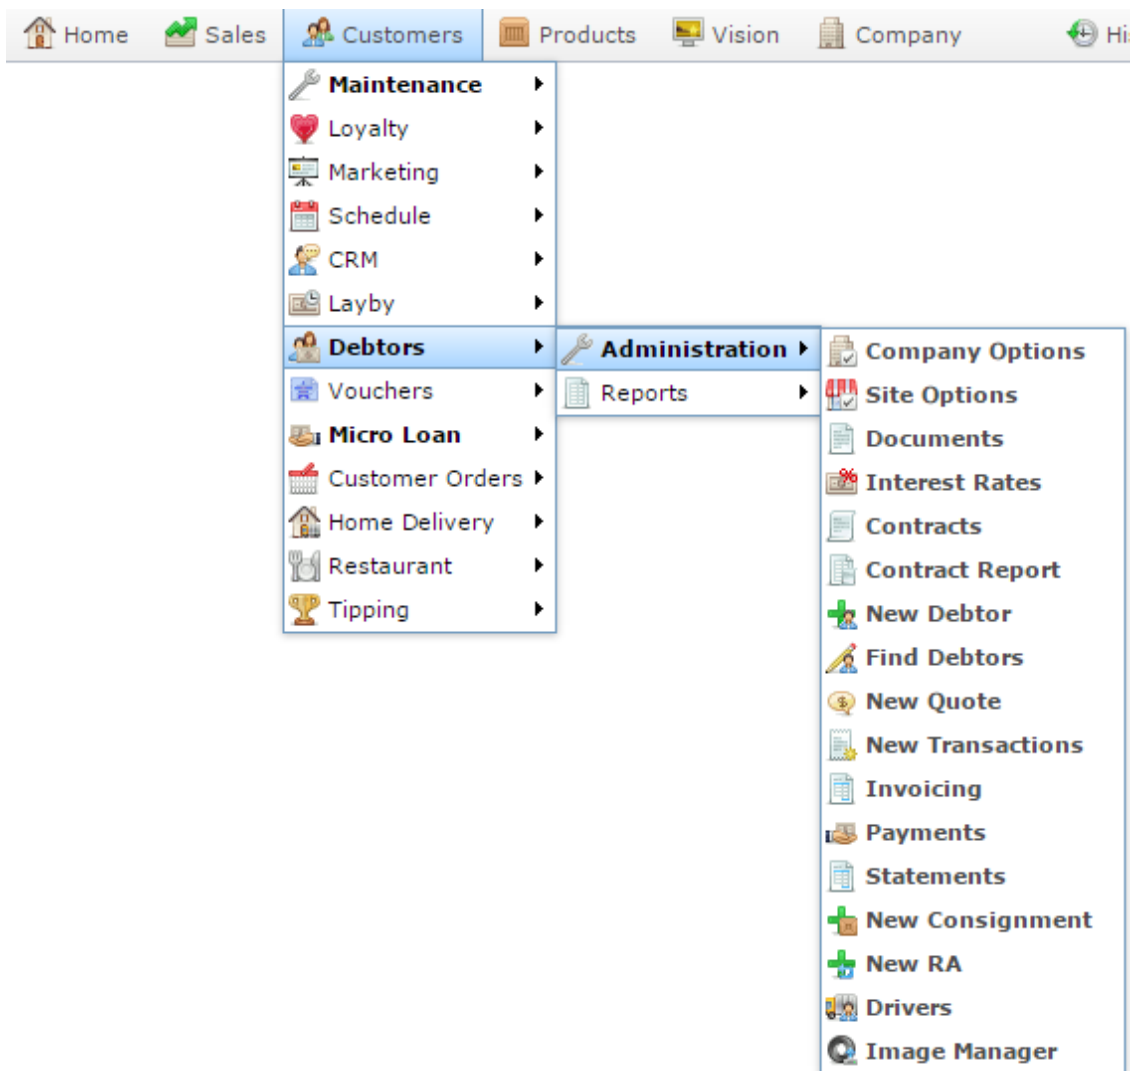 Home Sales Customers Products Vision Company
Maintenance
Loyalty
Marketing
Schedule
CRM
Layby
Debtors
Vouchers
Micro Loan
Customer Orders
Home Delivery
Restaurant
Tipping
Administration
Reports
Company Options
Site Options
Documents
Interest Rates
Contracts
Contract Report
New Debtor
Find Debtors
New Quote
New Transactions
Invoicing
Payments
Statements
New Consignment
New RA
Drivers
Image Manager